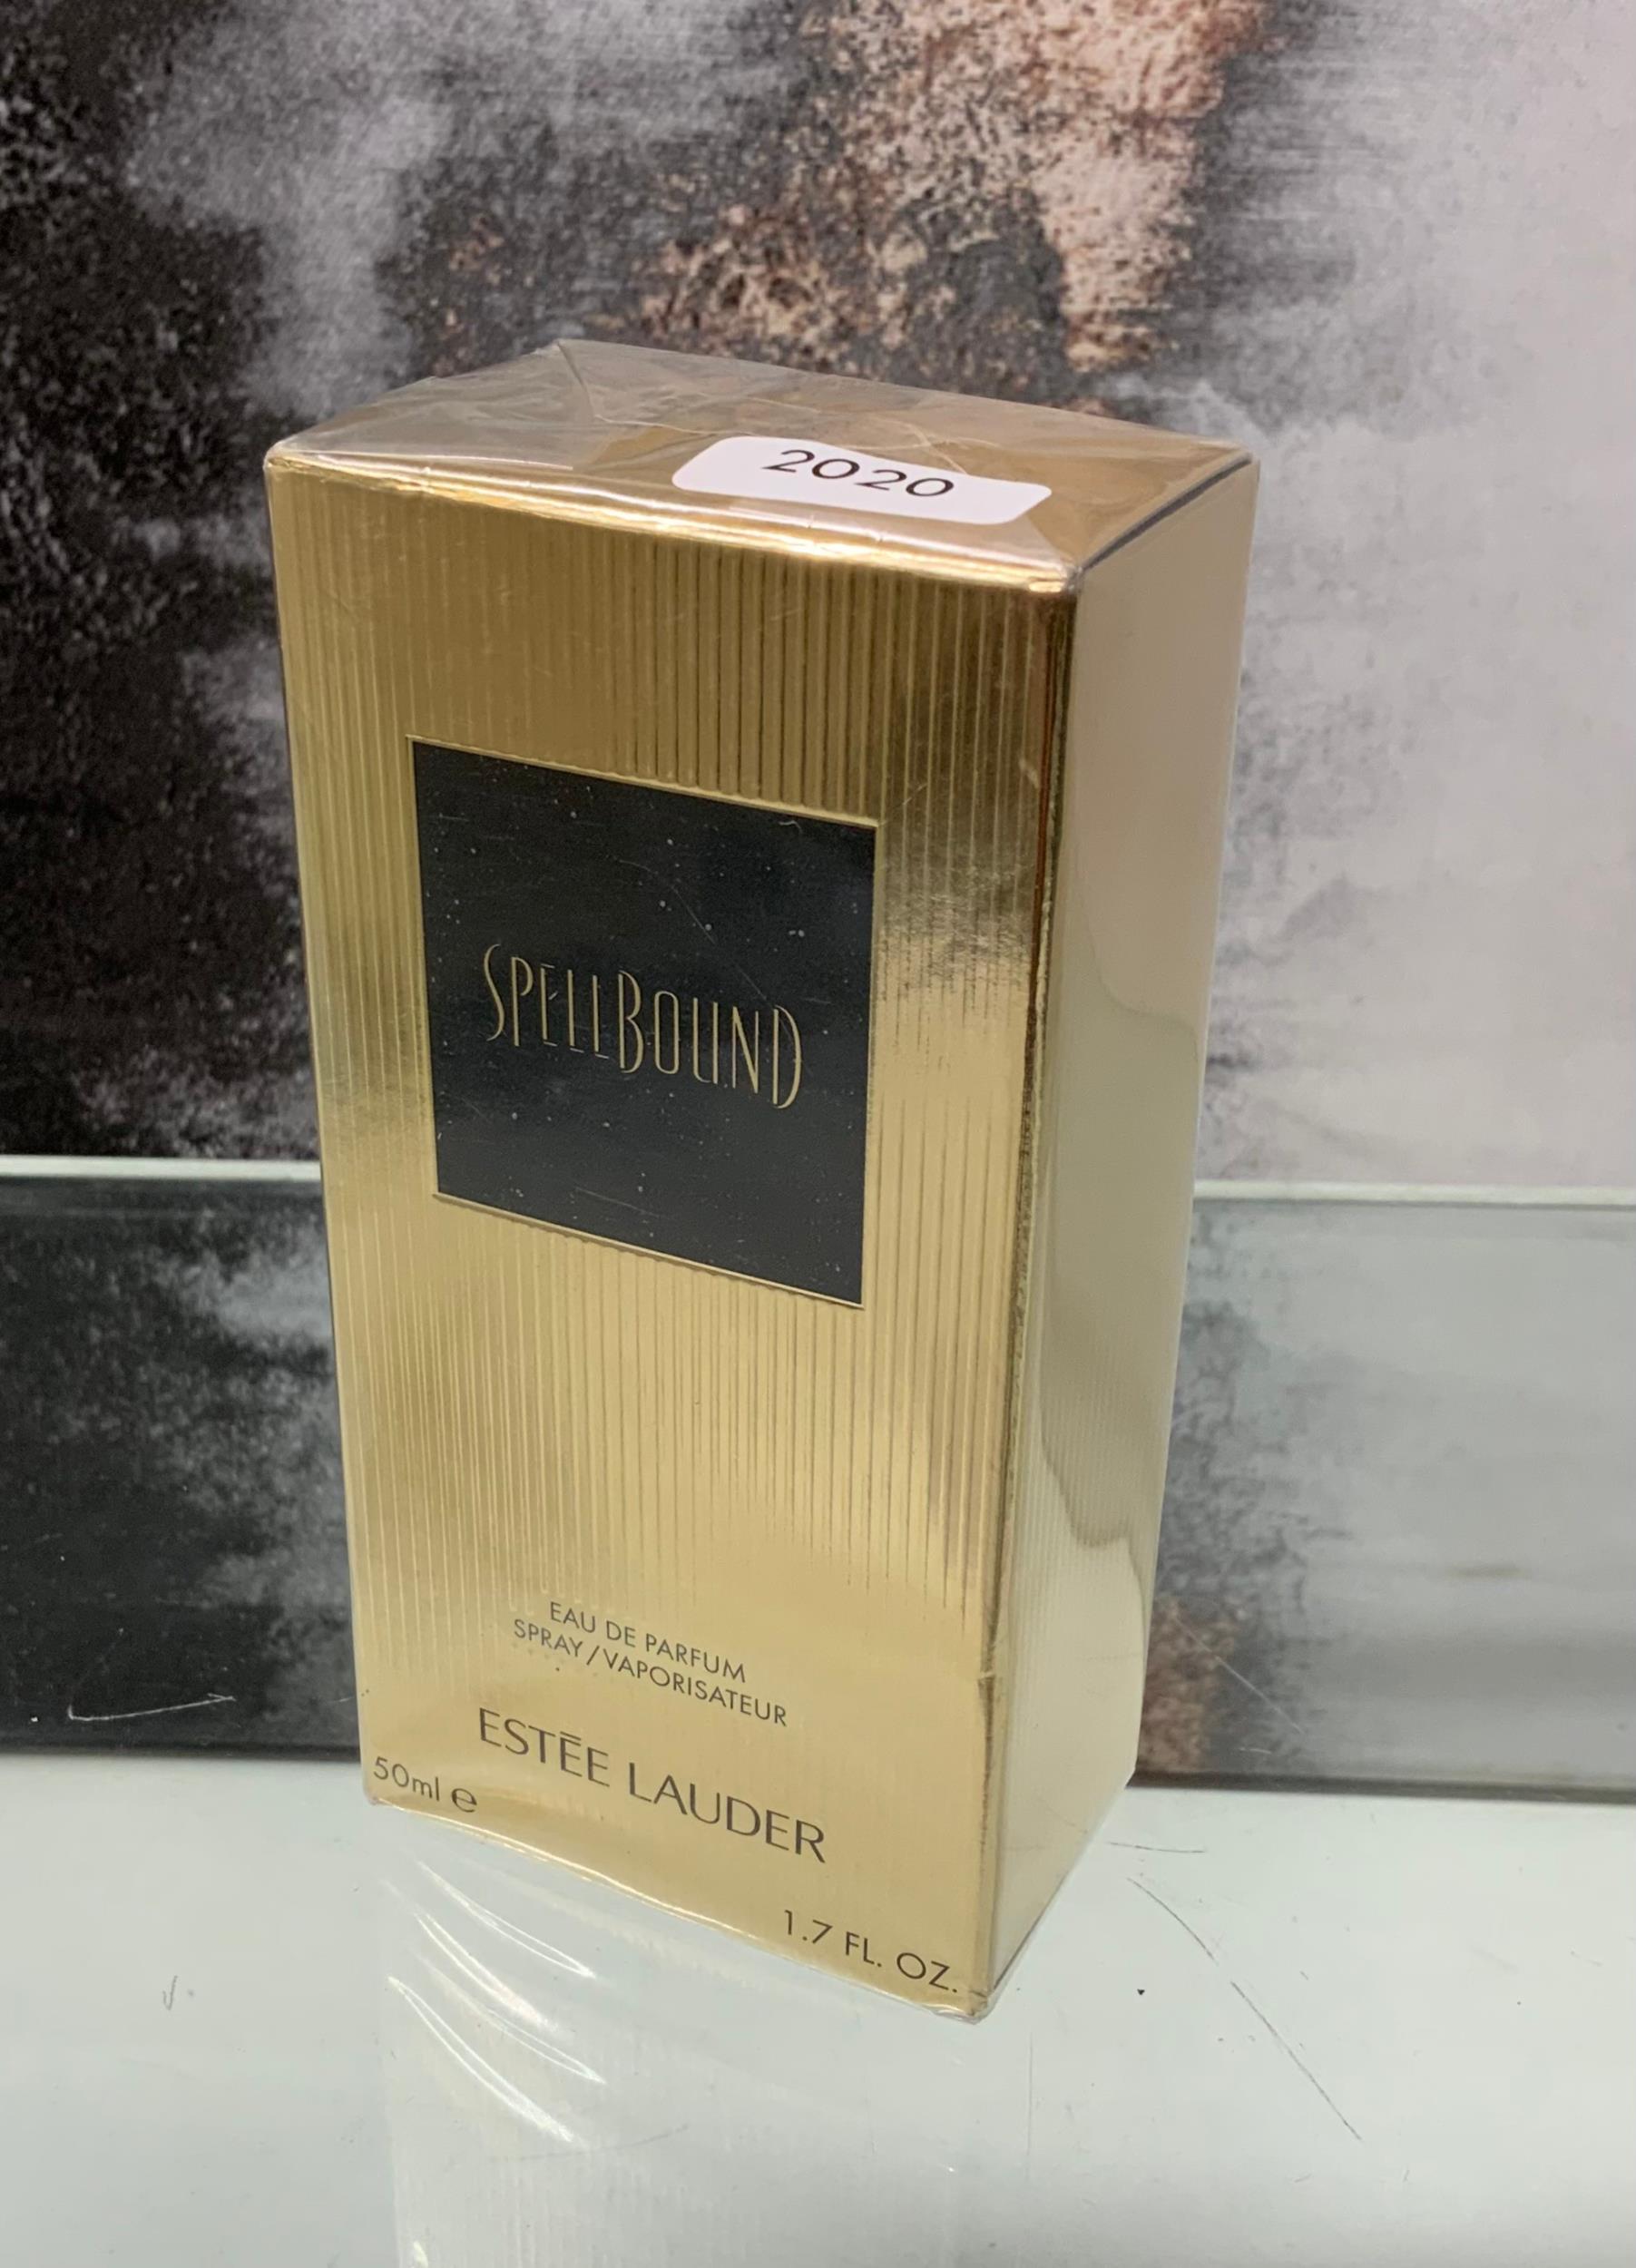 2020
SPELLBOUND
EAU DE PARFUM
SPRAY/VAPORISATEUR
ESTĒE LAUDER
50ml ℮
1.7 FL. OZ.